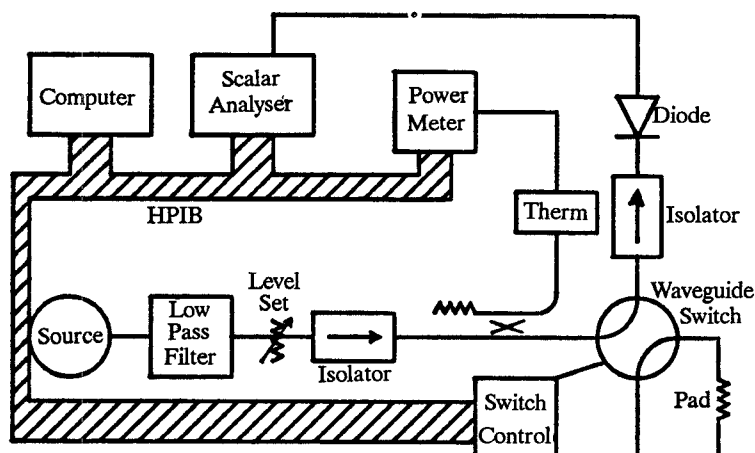 Computer
Scalar
Analyser
Power
Meter
Diode
Therm
Isolator
HPIB
Waveguide
Switch
Level
Set
Source
Low
Pass
Filter
Isolator
Switch
Control
Pad